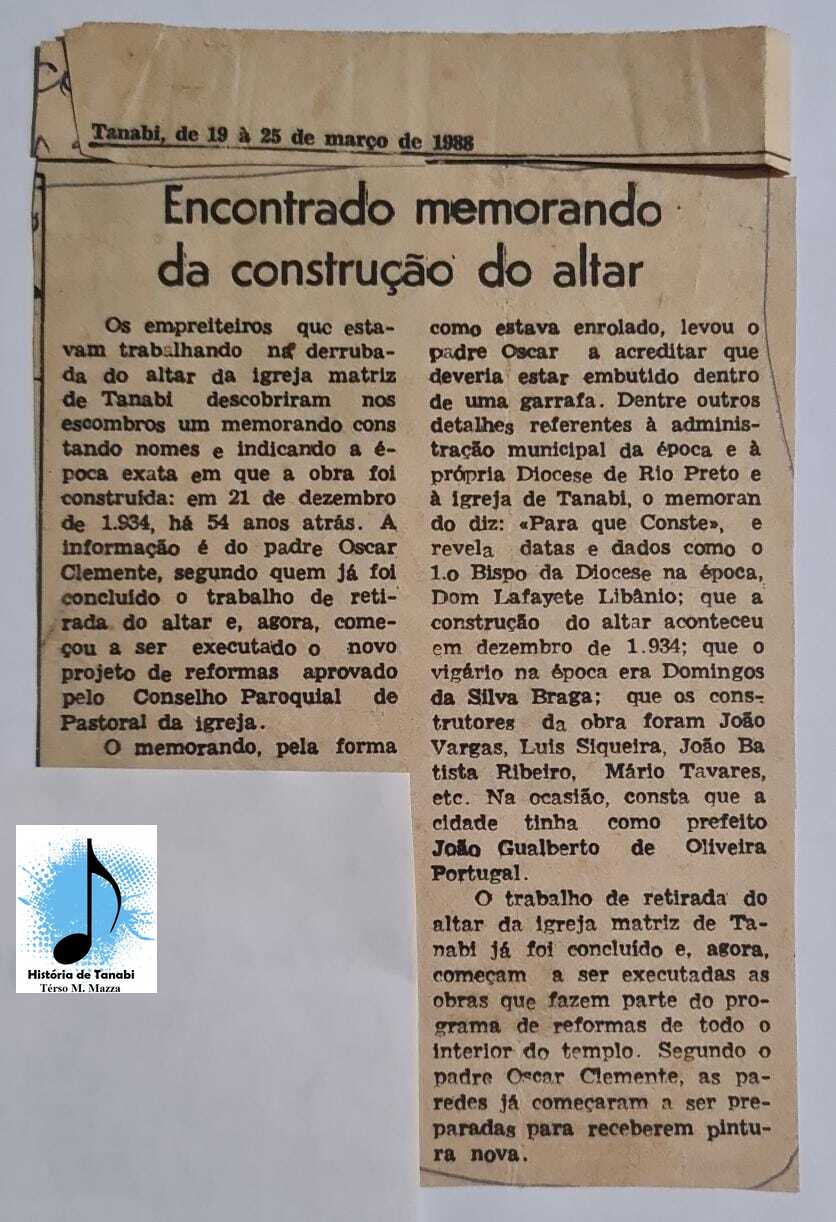 Tanabi, de 19 à 25 de março de 1988
Encontrado memorando
da construção do altar
Os empreiteiros que esta-
vam trabalhando na derruba-
da do altar da igreja matriz
de Tanabi descobriram nos
escombros um memorando cons
tando nomes e indicando a é-
poca exata em que a obra foi
construída: em 21 de dezembro
de 1.934, há 54 anos atrás. A
informação é do padre Oscar
Clemente, segundo quem já foi
concluído o trabalho de reti-
rada do altar e, agora, come-
çou a ser executado o novo
projeto de reformas aprovado
pelo Conselho Paroquial de
Pastoral da igreja.
O memorando, pela forma
como estava enrolado, levou o
padre Oscar a acreditar que
deveria estar embutido dentro
de uma garrafa. Dentre outros
detalhes referentes à adminis-
tração municipal da época e à
própria Diocese de Rio Preto e
à igreja de Tanabi, o memoran
do diz: «Para que Conste», e
revela datas e dados como o
1.o Bispo da Diocese na época,
Dom Lafayete Libânio; que a
construção do altar aconteceu
em dezembro de 1.934; que o
vigário na época era Domingos
da Silva Braga; que os cons-
trutores da obra foram João
Vargas, Luis Siqueira, João Ba
tista Ribeiro, Mário Tavares,
etc. Na ocasião, consta que a
cidade tinha como prefeito
João Gualberto de Oliveira
Portugal.
O trabalho de retirada do
altar da igreja matriz de Ta-
nabi já foi concluído e, agora,
começam a ser executadas as
obras que fazem parte do pro-
grama de reformas de todo o
interior do templo. Segundo o
padre Oscar Clemente, as pa-
redes já começaram a ser pre-
paradas para receberem pintu-
ra nova.
História de Tanabi
Térso M. Mazza